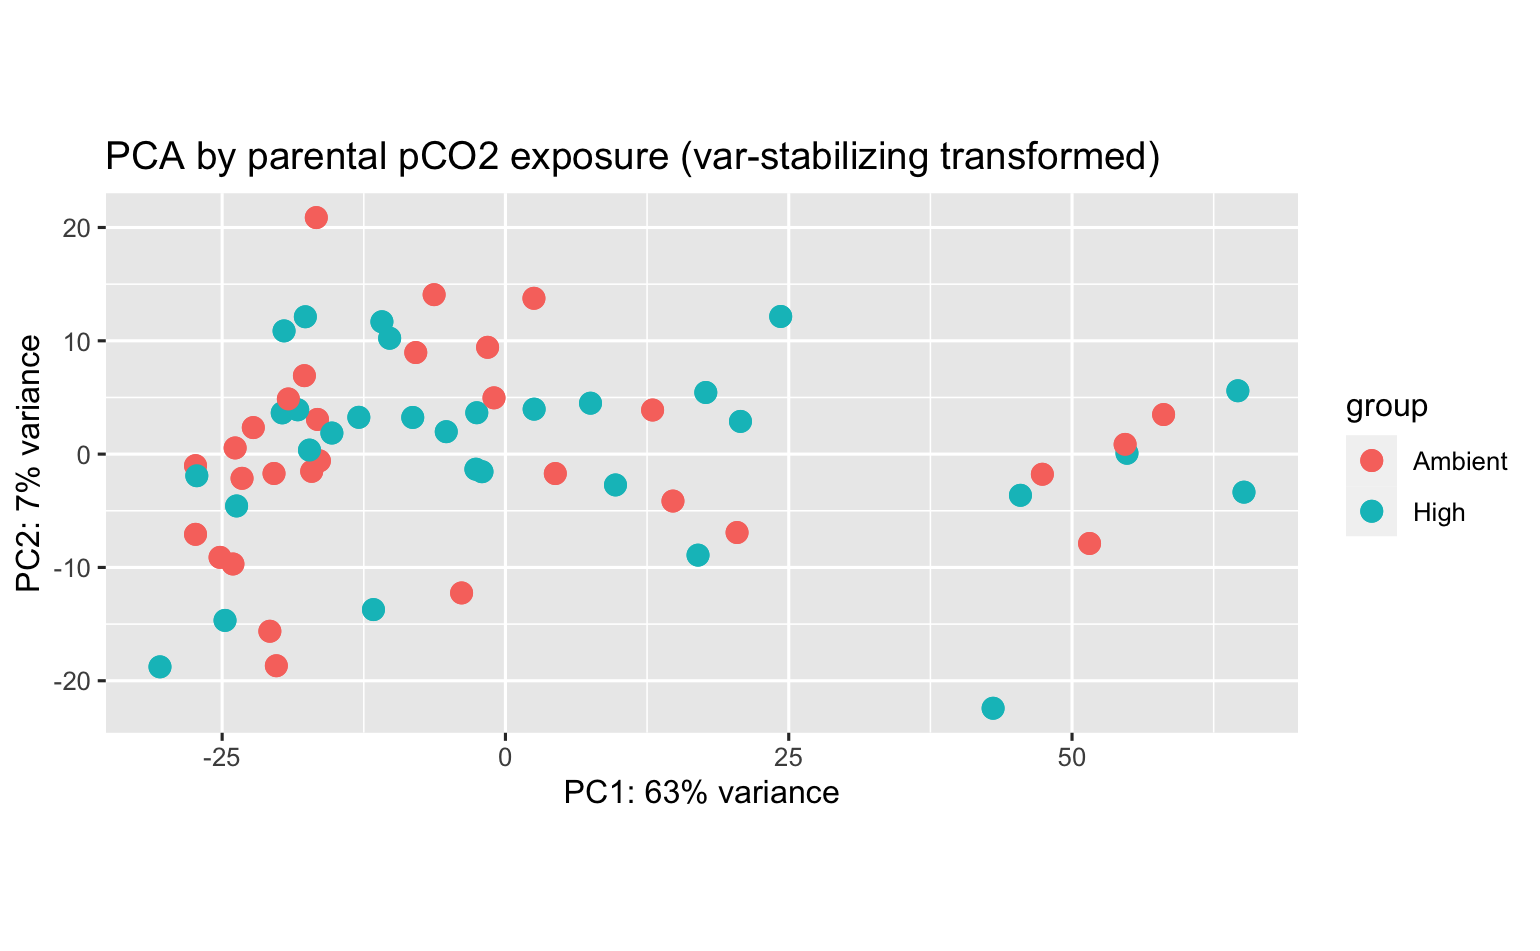 PCA by parental pCO2 exposure (var-stabilizing transformed)
20
10
0
-10
-20
PC2: 7% variance
-25 0 25 50
PC1: 63% variance
group
Ambient
High